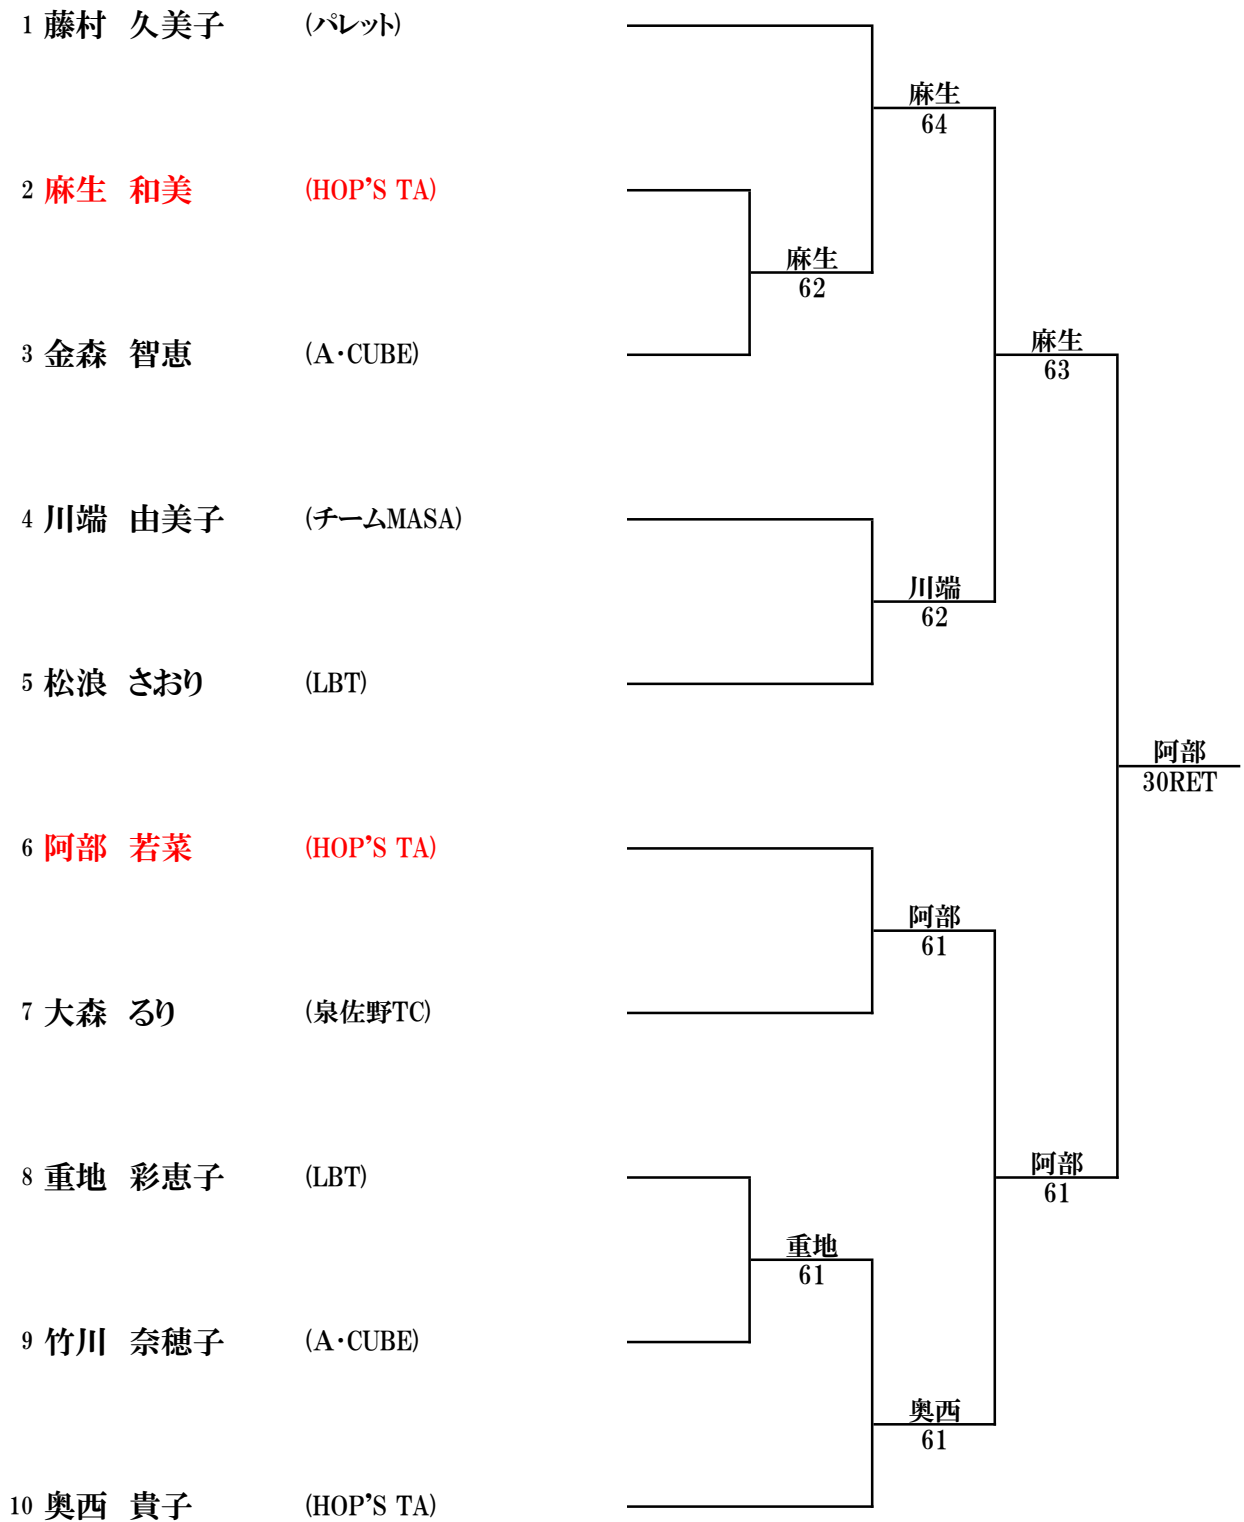 1 藤村 久美子 (パレット)
麻生
64
2 麻生 和美 (HOP'S TA)
麻生
62
麻生
63
3 金森 智恵 (A・CUBE)
4 川端 由美子 (チームMASA)
川端
62
5 松浪 さおり (LBT)
阿部
30RET
6 阿部 若菜 (HOP'S TA)
阿部
61
7 大森 るり (泉佐野TC)
8 重地 彩恵子 (LBT)
阿部
61
重地
61
9 竹川 奈穂子 (A・CUBE)
奥西
61
10 奥西 貴子 (HOP'S TA)